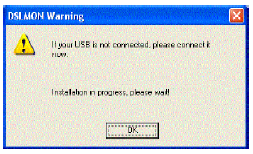 DSLMON Warning
If your USB is not connected, please connect it
now.
Installation in progress, please wait!
OK